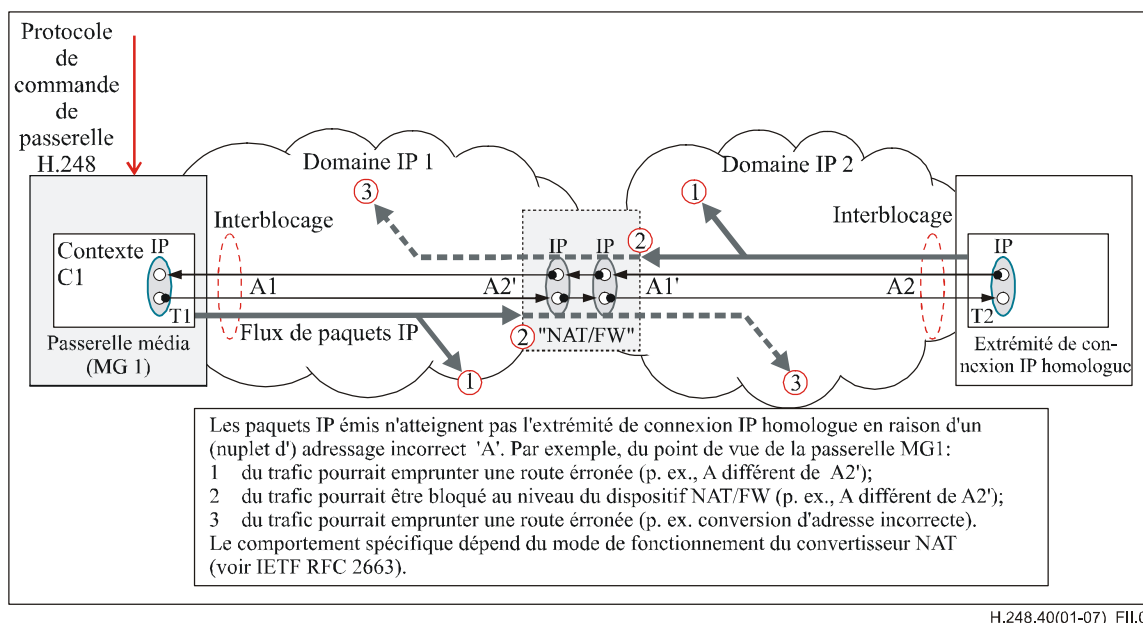 Protocole
de
commande
de
passerelle
H.248
Domaine IP 1
Domaine IP 2
3
1
Interblocage
Interblocage
Contexte
C1
IP
IP
IP
2
IP
A1
A2'
A1'
A2
T1
T2
Flux de paquets IP
2
"NAT/FW"
Passerelle média
(MG 1)
Extrémité de con-
nexion IP homologue
1
3
Les paquets IP émis n'atteignent pas l'extrémité de connexion IP homologue en raison d'un
(nuplet d') adressage incorrect 'A'. Par exemple, du point de vue de la passerelle MG1:
1 du trafic pourrait emprunter une route érronée (p. ex., A différent de A2');
2 du trafic pourrait être bloqué au niveau du dispositif NAT/FW (p. ex., A différent de A2');
3 du trafic pourrait emprunter une route érronée (p. ex. conversion d'adresse incorrecte).
Le comportement spécifique dépend du mode de fonctionnement du convertisseur NAT
(voir IETF RFC 2663).
H.248.40(01-07)